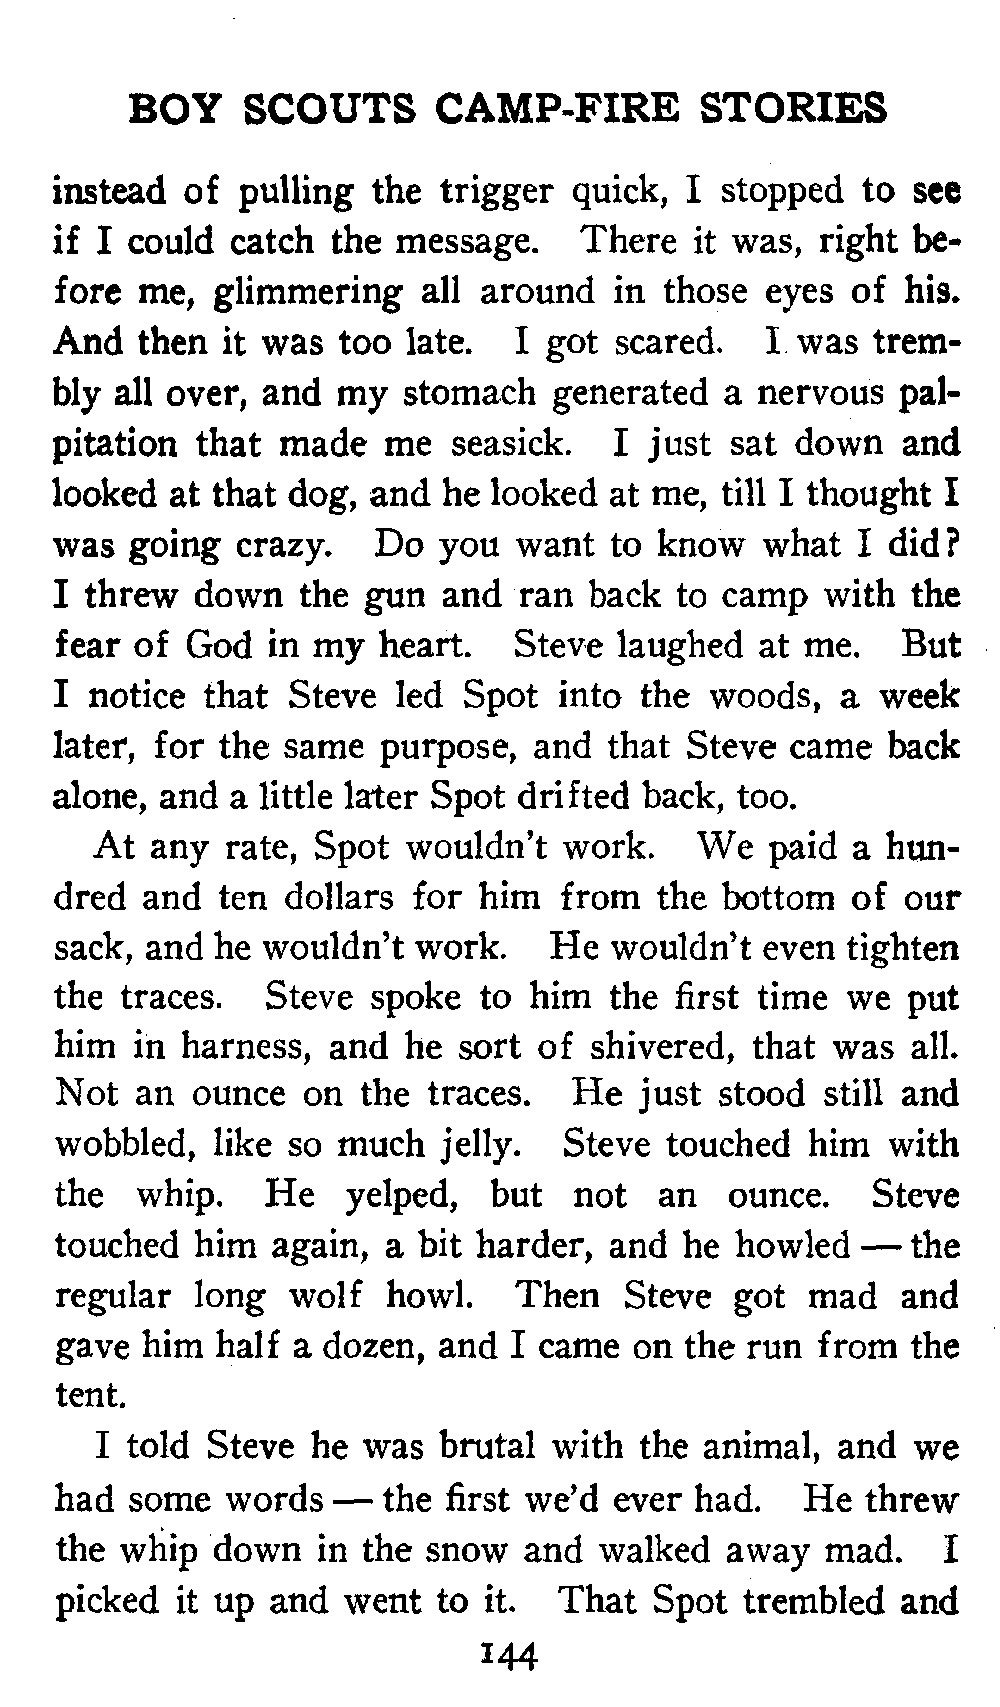 BOY SCOUTS CAMP-FIRE STORIES
instead of pulling the trigger quick, I stopped to see
if I could catch the message. There it was, right be-
fore me, glimmering all around in those eyes of his.
And then it was too late. I got scared. I was trem-
bly all over, and my stomach generated a nervous pal-
pitation that made me seasick. I just sat down and
looked at that dog, and he looked at me, till I thought I
was going crazy. Do you want to know what I did?
I threw down the gun and ran back to camp with the
fear of God in my heart. Steve laughed at me. But
I notice that Steve led Spot into the woods, a week
later, for the same purpose, and that Steve came back
alone, and a little later Spot drifted back, too.
At any rate, Spot wouldn't work. We paid a hun-
dred and ten dollars for him from the bottom of our
sack, and he wouldn't work. He wouldn't even tighten
the traces. Steve spoke to him the first time we put
him in harness, and he sort of shivered, that was all.
Not an ounce on the traces. He just stood still and
wobbled, like so much jelly. Steve touched him with
the whip. He yelped, but not an ounce. Steve
touched him again, a bit harder, and he howled — the
regular long wolf howl. Then Steve got mad and
gave him half a dozen, and I came on the run from the
tent.
I told Steve he was brutal with the animal, and we
had some words — the first we'd ever had. He threw
the whip down in the snow and walked away mad. I
picked it up and went to it. That Spot trembled and
144